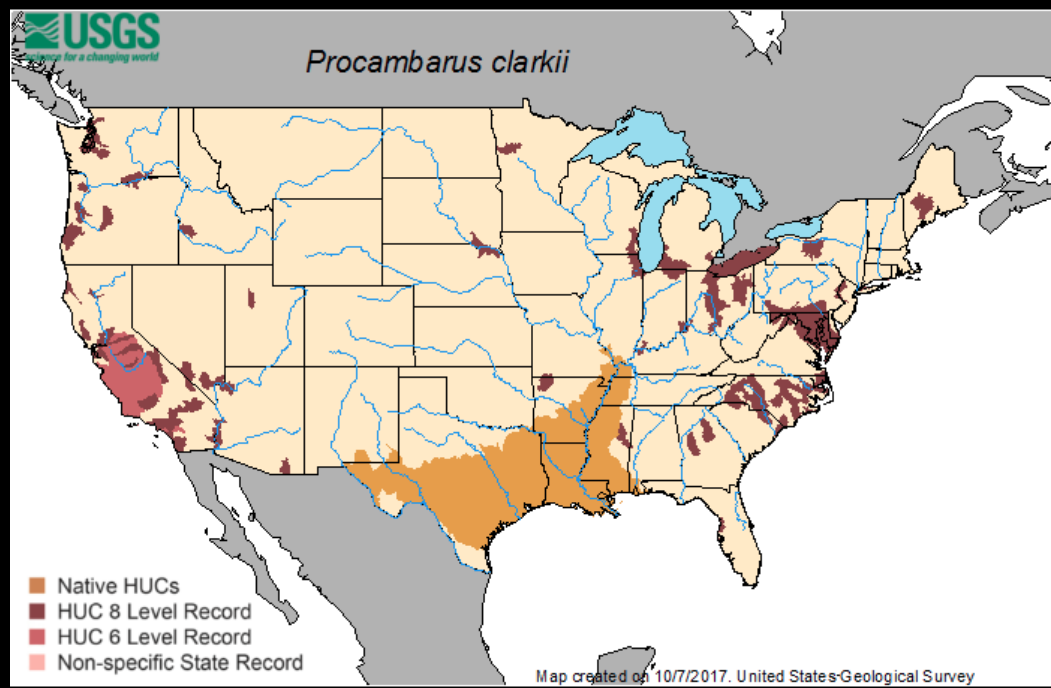 USGS
science for a changing world
Procambarus clarkii
Native HUCs
HUC 8 Level Record
HUC 6 Level Record
Non-specific State Record
Map created on 10/7/2017. United States Geological Survey